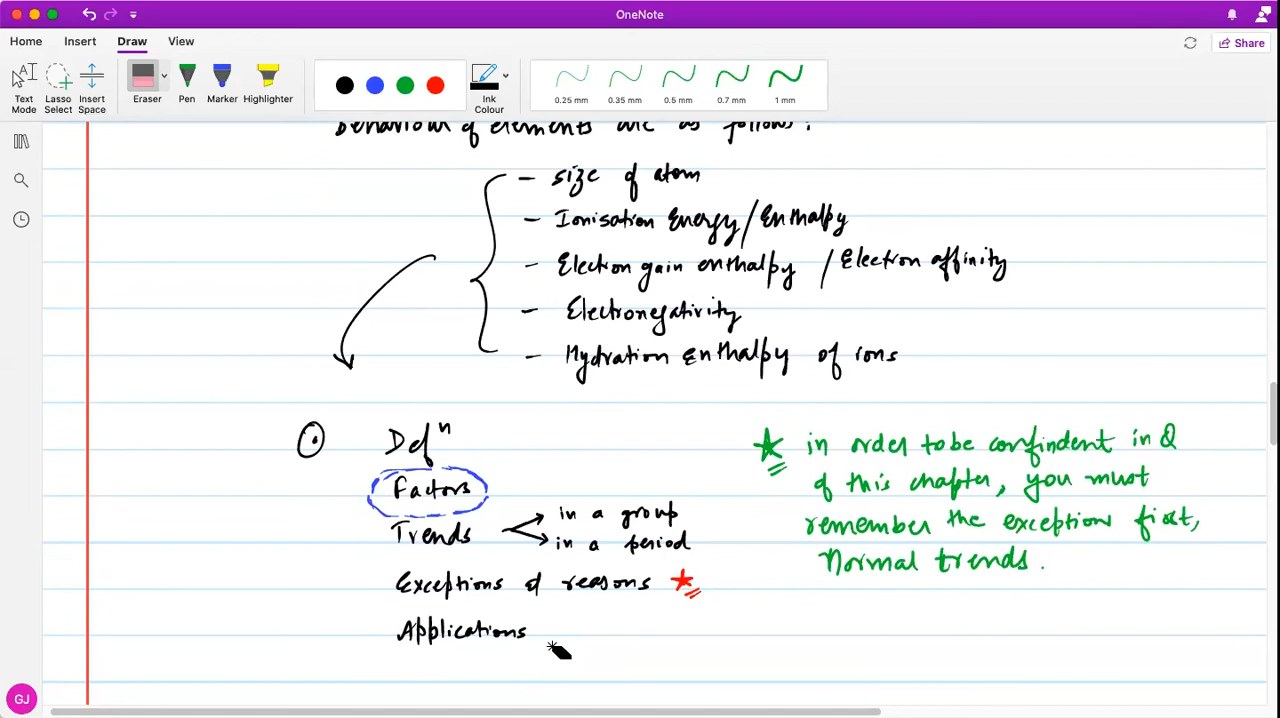 OneNote
Home Insert Draw View
Share
Text Mode
Lasso Select
Insert Space
Eraser
Pen
Marker
Highlighter
Ink Colour
0.25 mm
0.35 mm
0.5 mm
0.7 mm
1 mm
Behaviour of elements are as follows:
- size of atom
- Ionisation Energy/Enthalpy
- Electron gain enthalpy / Electron affinity
- Electronegativity
- Hydration enthalpy of ions
Defn
Factors
Trends
in a group
in a period
Exceptions & reasons
Applications
in order to be confindent in Q
of this chapter, you must
remember the exception first,
Normal trends.
GJ